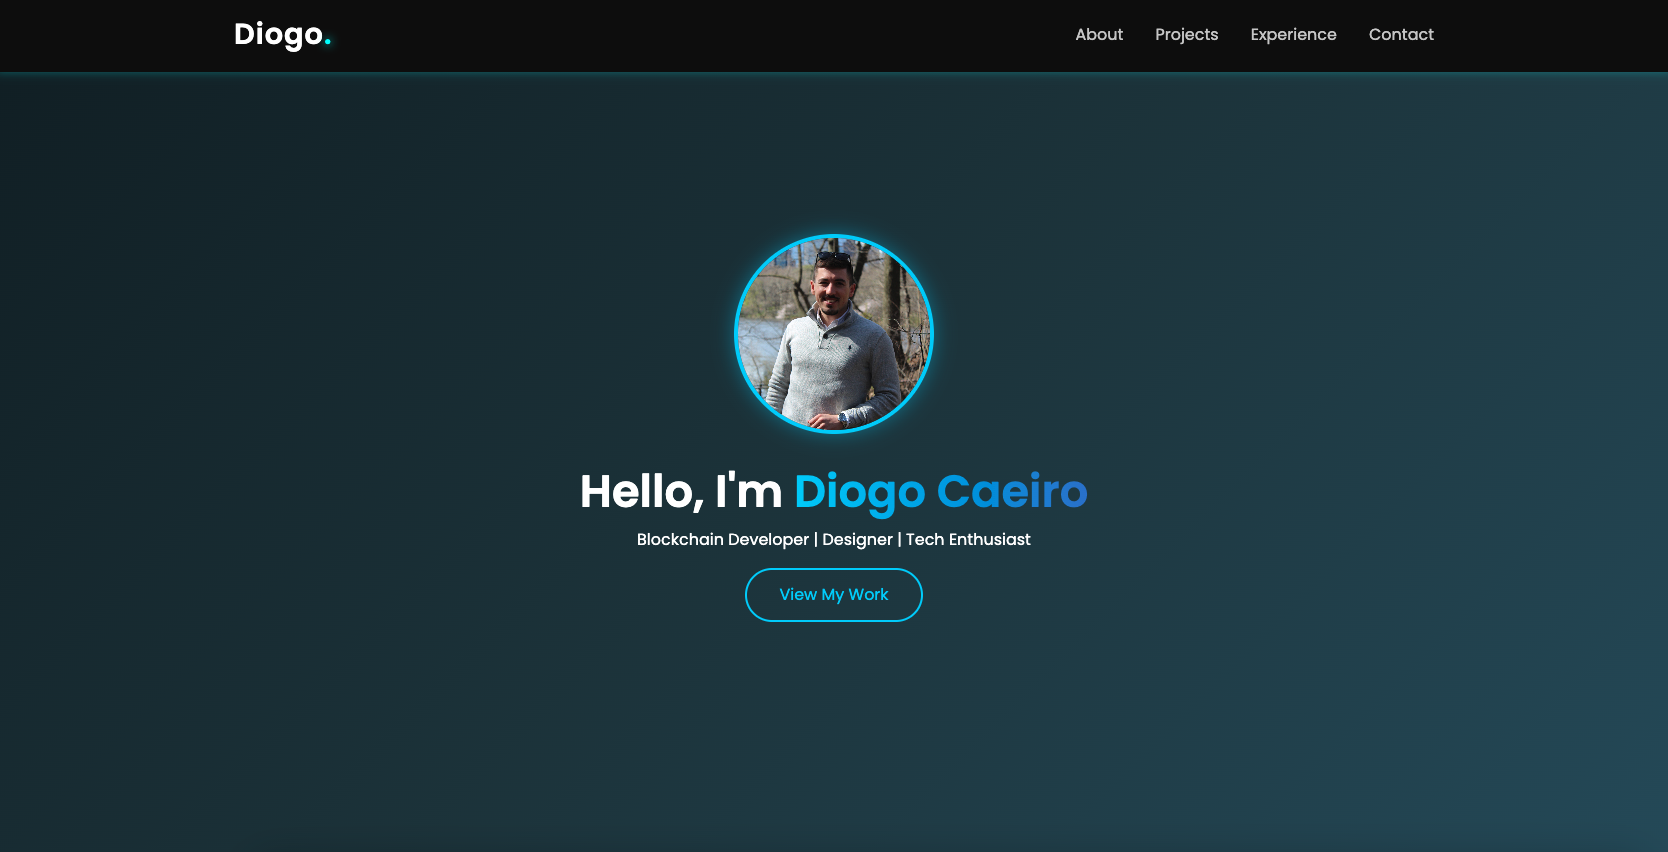 Diogo.
About
Projects
Experience
Contact
Hello, I'm Diogo Caeiro
Blockchain Developer | Designer | Tech Enthusiast
View My Work